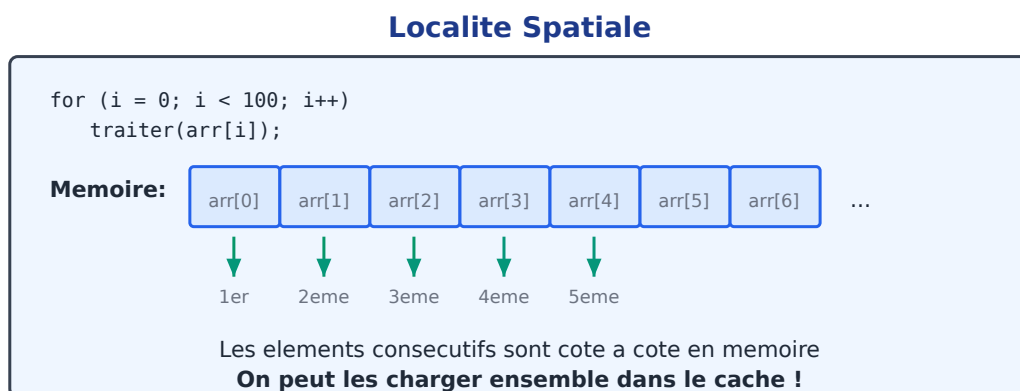 Localite Spatiale
for (i = 0; i < 100; i++)
traiter(arr[i]);
Memoire: arr[0] arr[1] arr[2] arr[3] arr[4] arr[5] arr[6] ...
1er 2eme 3eme 4eme 5eme
Les elements consecutifs sont cote a cote en memoire
On peut les charger ensemble dans le cache !